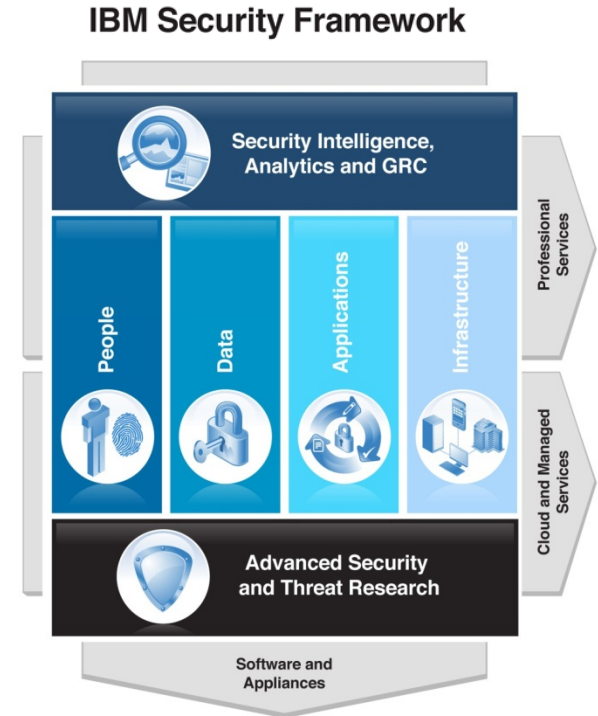 IBM Security Framework
Security Intelligence,
Analytics and GRC
People
Data
Applications
Infrastructure
Professional
Services
Cloud and Managed
Services
Advanced Security
and Threat Research
Software and
Appliances